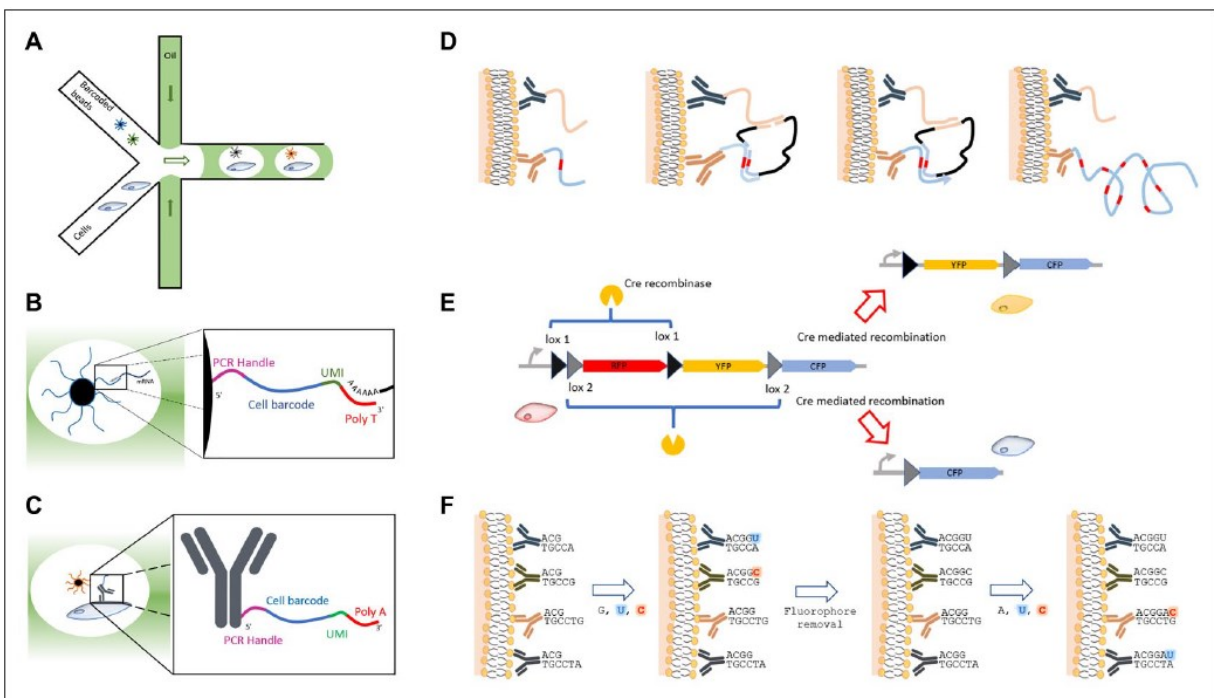 A
Oil
Barcoded
beads
Cells
B
PCR Handle
UMI
mRNA
AAAAAA
5'
3'
Cell barcode
Poly T
C
Cell barcode
Poly A
5'
3'
PCR Handle
UMI
D
E
YFP
CFP
Cre recombinase
Cre mediated recombination
lox 1
lox 1
RFP
YFP
CFP
lox 2
lox 2
Cre mediated recombination
CFP
F
ACG
TGCCA
ACG
TGCCG
ACG
TGCCTG
ACG
TGCCTA
G, U, C
ACGGU
TGCCA
ACGGC
TGCCG
ACGG
TGCCTG
ACGG
TGCCTA
Fluorophore
removal
ACGGU
TGCCA
ACGGC
TGCCG
ACGG
TGCCTG
ACGG
TGCCTA
A, U, C
ACGGU
TGCCA
ACGGC
TGCCG
ACGGAC
TGCCTG
ACGGAU
TGCCTA